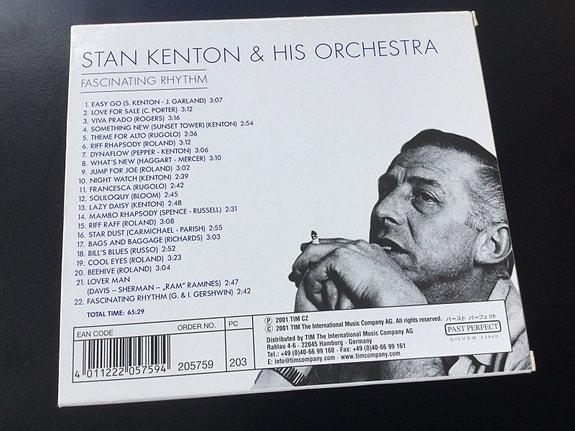 STAN KENTON & HIS ORCHESTRA
FASCINATING RHYTHM
1. EASY GO (S. KENTON - J. GARLAND) 3:07
2. LOVE FOR SALE (C. PORTER) 3:12
3. VIVA PRADO (ROGERS) 3:16
4. SOMETHING NEW (SUNSET TOWER) (KENTON) 2:54
5. THEME FOR ALTO (RUGOLO) 2:36
6. RIFF RHAPSODY (ROLAND) 3:12
7. DYNAFLOW (PEPPER - KENTON) 3:06
8. WHAT'S NEW (HAGGART - MERCER) 3:10
9. JUMP FOR JOE (ROLAND) 3:02
10. NIGHT WATCH (KENTON) 2:39
11. FRANCESCA (RUGOLO) 2:42
12. SOLILOQUY (BLOOM) 2:45
13. LAZY DAISY (KENTON) 2:48
14. MAMBO RHAPSODY (SPENCE - RUSSELL) 2:31
15. RIFF RAFF (ROLAND) 3:08
16. STAR DUST (CARMICHAEL - PARISH) 2:55
17. BAGS AND BAGGAGE (RICHARDS) 3:03
18. BILL'S BLUES (RUSSO) 2:52
19. COOL EYES (ROLAND) 3:23
20. BEEHIVE (ROLAND) 3:04
21. LOVER MAN
(DAVIS – SHERMAN – „RAM" RAMINES) 2:47
22. FASCINATING RHYTHM (G. & I. GERSHWIN) 2:42
TOTAL TIME: 65:29
EAN CODE
4 011222 057594
ORDER NO.
205759
PC
203
℗ 2001 TIM CZ
© 2001 TIM The International Music Company AG. All rights reserved.
Distributed by TIM The International Music Company AG
Rahlau 4-6 - 22045 Hamburg - Germany
Tel.: +49 (0)40-66 99 160 - Fax: +49 (0)40-66 99 161
E: info@timcompany.com - www.timcompany.com
パースト パーフェクト
PAST PERFECT
SILVER LINE